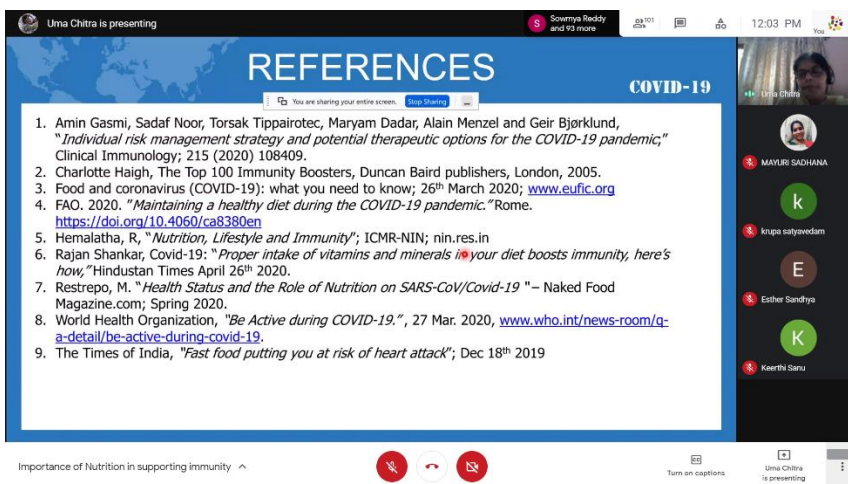 Uma Chitra is presenting
S
Sowmya Reddy
and 93 more
101
12:03 PM
You
REFERENCES
COVID-19
You are sharing your entire screen.
Stop Sharing
1. Amin Gasmi, Sadaf Noor, Torsak Tippairotec, Maryam Dadar, Alain Menzel and Geir Bjørklund,
"Individual risk management strategy and potential therapeutic options for the COVID-19 pandemic;"
Clinical Immunology; 215 (2020) 108409.
2. Charlotte Haigh, The Top 100 Immunity Boosters, Duncan Baird publishers, London, 2005.
3. Food and coronavirus (COVID-19): what you need to know; 26th March 2020; www.eufic.org
4. FAO. 2020. "Maintaining a healthy diet during the COVID-19 pandemic." Rome.
https://doi.org/10.4060/ca8380en
5. Hemalatha, R, "Nutrition, Lifestyle and Immunity"; ICMR-NIN; nin.res.in
6. Rajan Shankar, Covid-19: "Proper intake of vitamins and minerals in your diet boosts immunity, here's
how," Hindustan Times April 26th 2020.
7. Restrepo, M. "Health Status and the Role of Nutrition on SARS-CoV/Covid-19 " – Naked Food
Magazine.com; Spring 2020.
8. World Health Organization, "Be Active during COVID-19." , 27 Mar. 2020, www.who.int/news-room/q-
a-detail/be-active-during-covid-19.
9. The Times of India, "Fast food putting you at risk of heart attack"; Dec 18th 2019
Uma Chitra
MAYURI SADHANA
k
krupa satyavedam
E
Esther Sandhya
K
Keerthi Sanu
Importance of Nutrition in supporting immunity
Turn on captions
Uma Chitra
is presenting